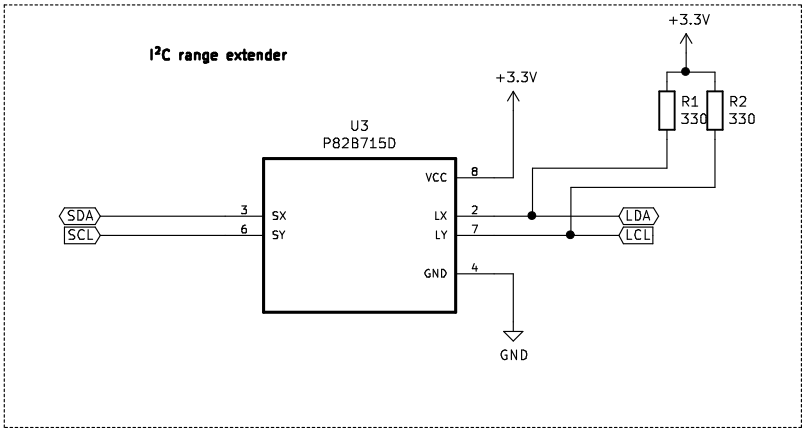 +3.3V
I²C range extender
+3.3V
R1
330
R2
330
U3
P82B715D
VCC
8
SDA
3
SX
LX
2
LDA
SCL
6
SY
LY
7
LCL
GND
4
GND